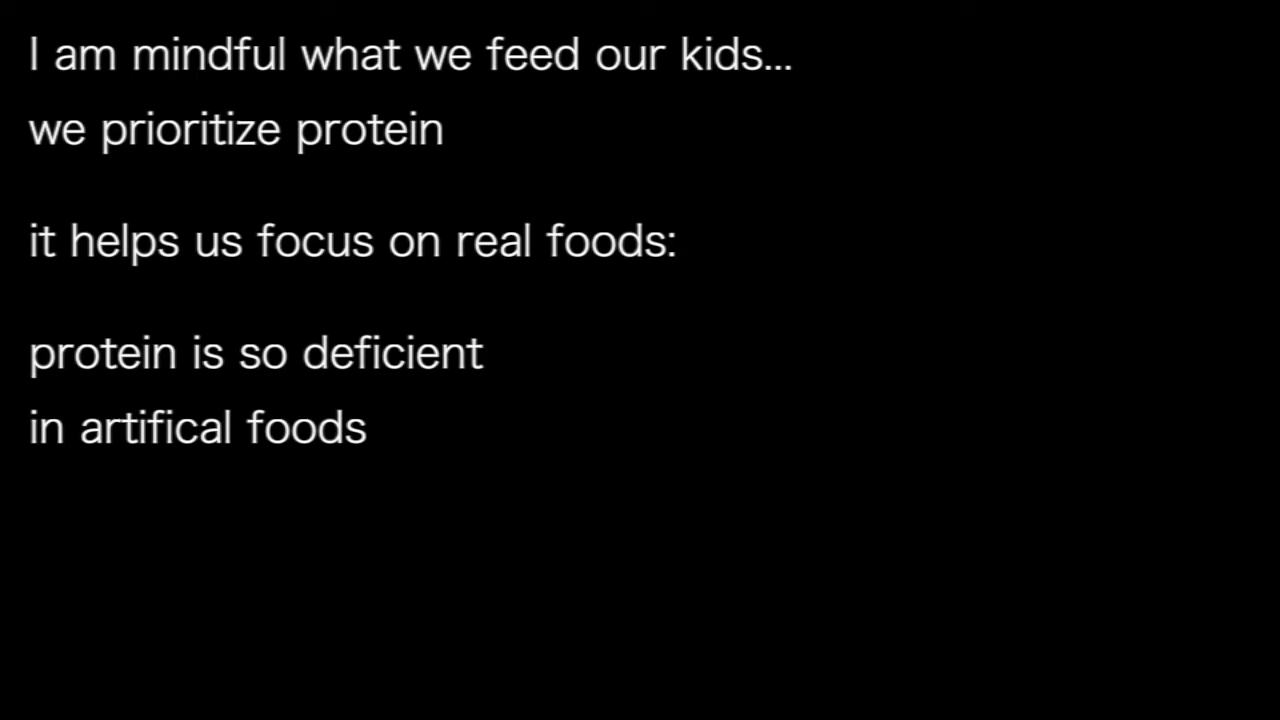 I am mindful what we feed our kids...
we prioritize protein
it helps us focus on real foods:
protein is so deficient
in artifical foods